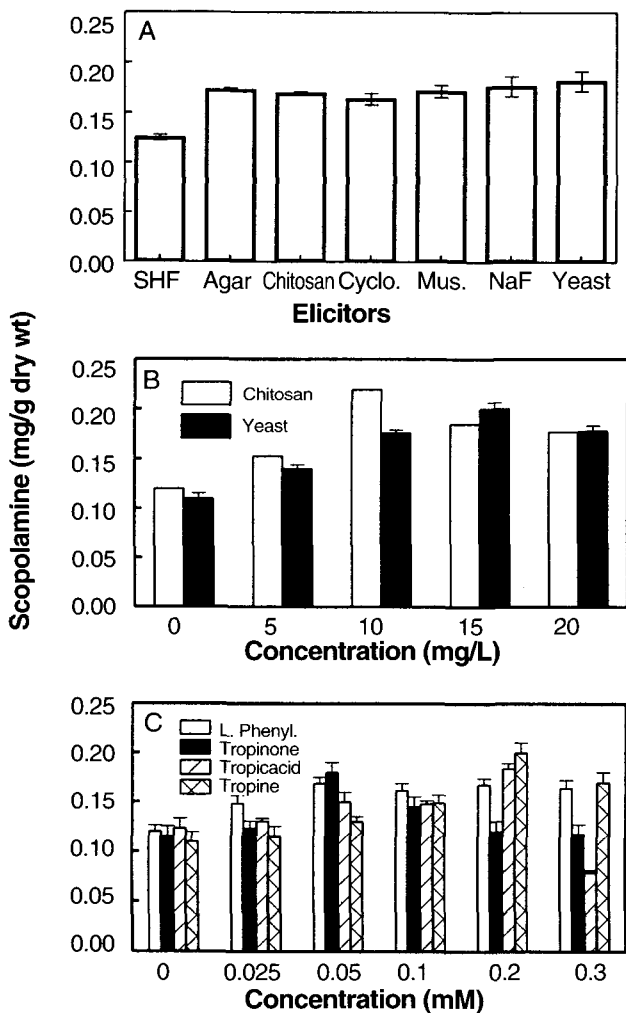 Scopolamine (mg/g dry wt)
A
0.25
0.20
0.15
0.10
0.05
0.00
SHF Agar Chitosan Cyclo. Mus. NaF Yeast
Elicitors
B
0.25
0.20
0.15
0.10
0.05
0.00
Chitosan
Yeast
0 5 10 15 20
Concentration (mg/L)
C
0.25
0.20
0.15
0.10
0.05
0.00
L. Phenyl.
Tropinone
Tropicacid
Tropine
0 0.025 0.05 0.1 0.2 0.3
Concentration (mM)